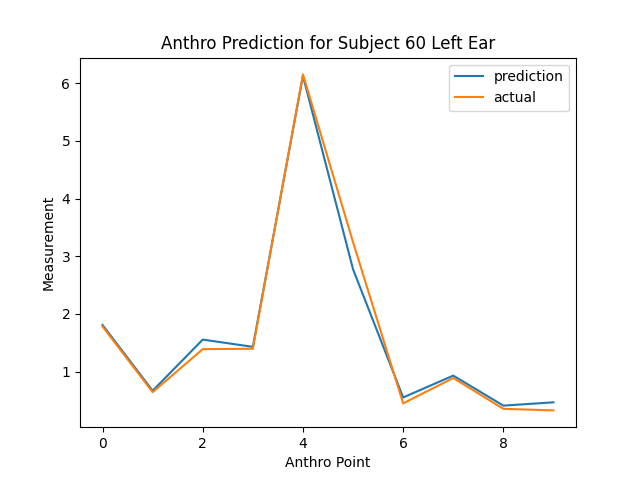 Anthro Prediction for Subject 60 Left Ear
prediction
actual
6
5
4
3
2
1
Measurement
0 2 4 6 8
Anthro Point